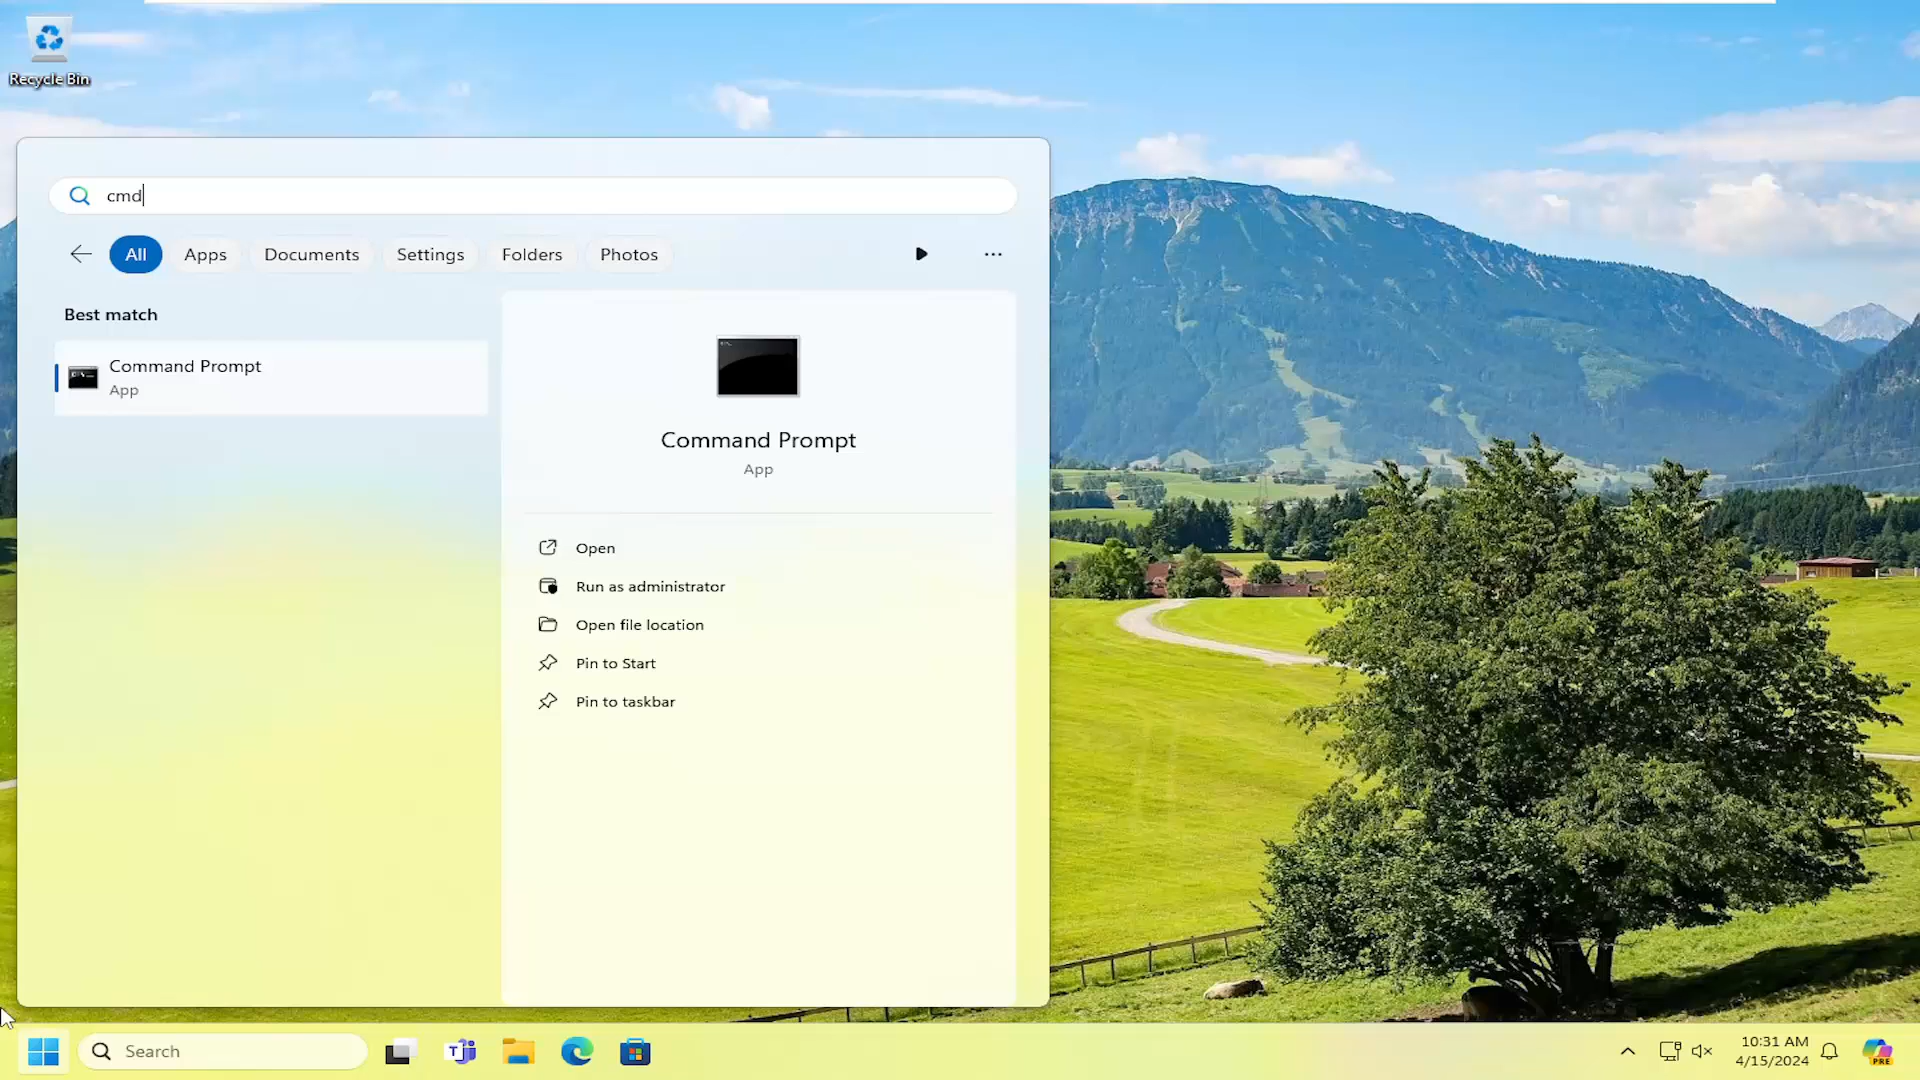 Recycle Bin
cmd
All
Apps
Documents
Settings
Folders
Photos
Best match
Command Prompt
App
Command Prompt
App
Open
Run as administrator
Open file location
Pin to Start
Pin to taskbar
Search
10:31 AM
4/15/2024
PRE